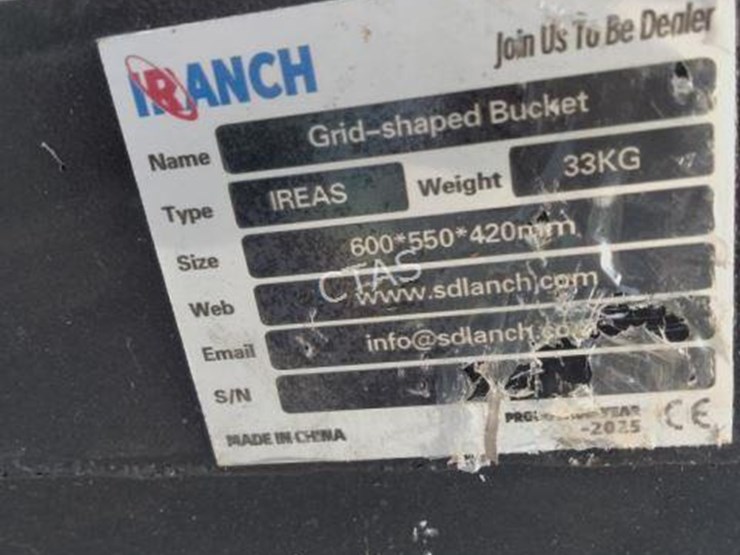 IRANCH
Join Us To Be Dealer
Name Grid-shaped Bucket
Type IREAS Weight 33KG
Size 600*550*420mm
CTAS
Web www.sdlanch.com
Email
S/N
MADE IN CHINA
YEAR
-2025
CE